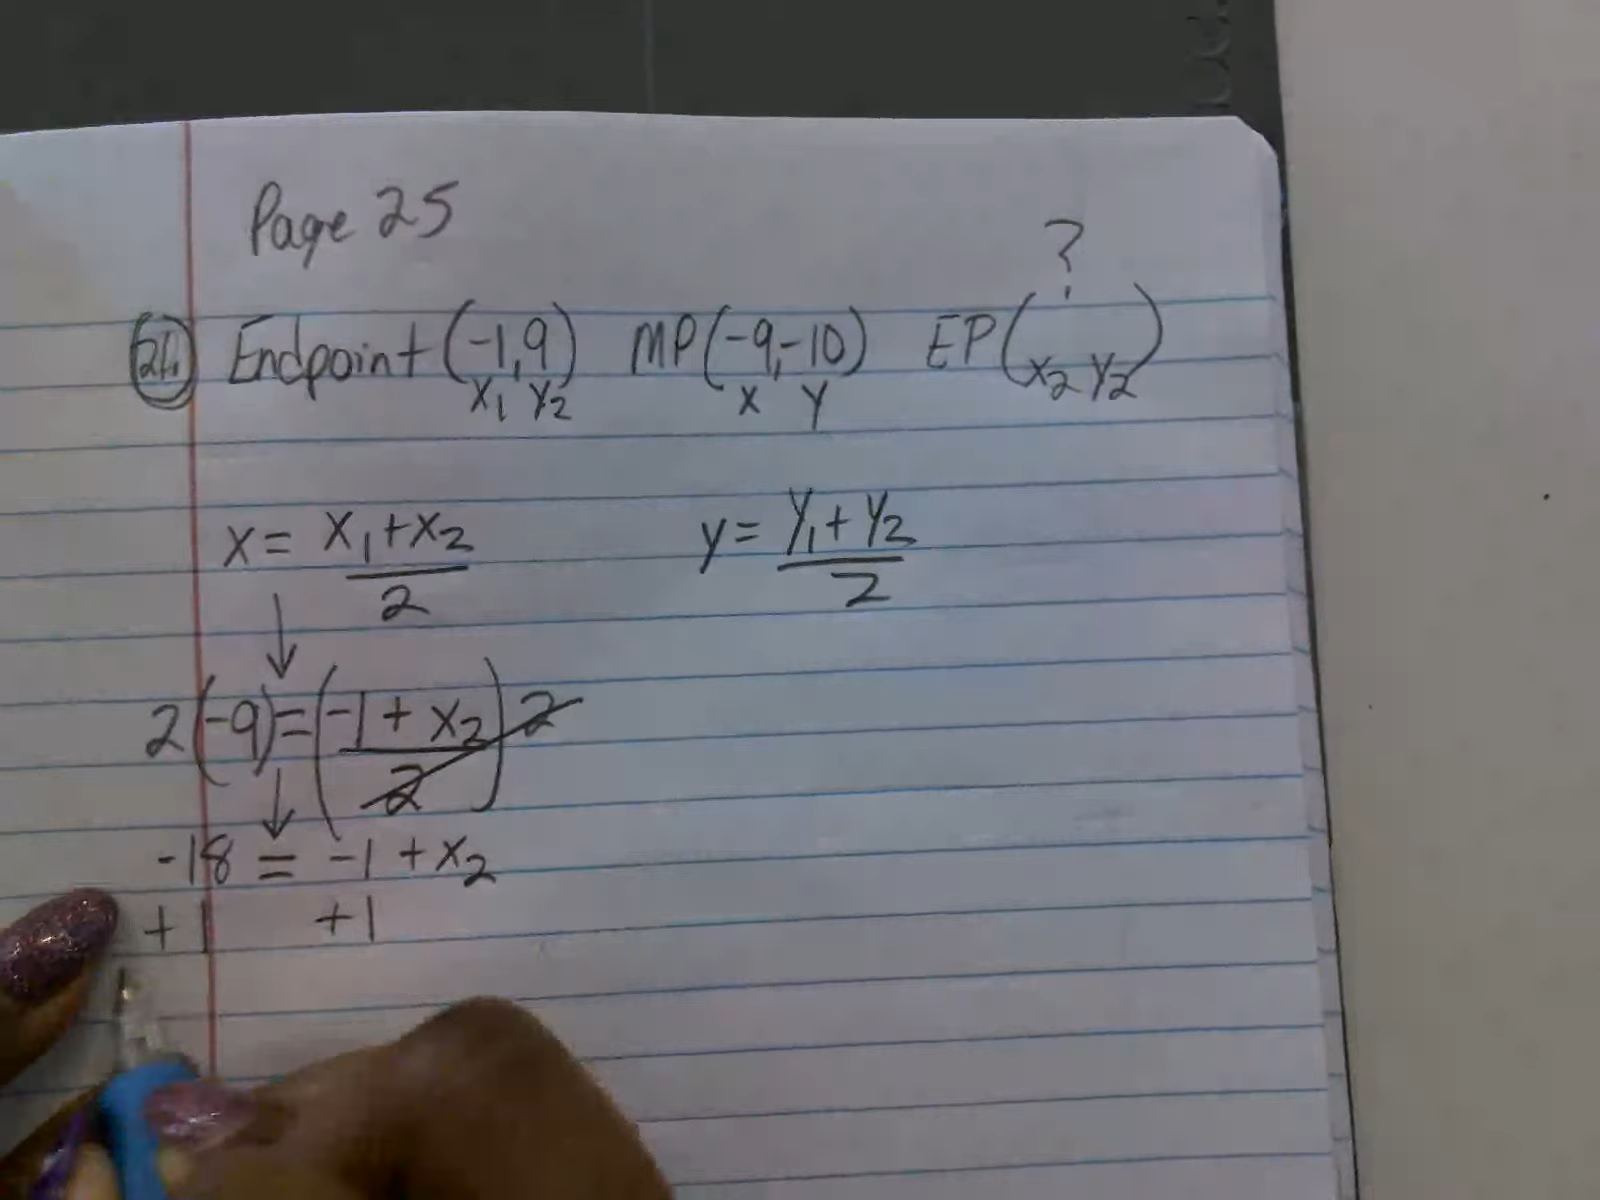 Page 25
?
24. Endpoint (-1,9) MP(-9,-10) EP( )
x₁ y₂ x y x₂ y₂
x = x₁+x₂ / 2 y = y₁+y₂ / 2
↓
2(-9)=(-1+x₂ / 2)2
↓
-18 = -1 +x₂
+1 +1